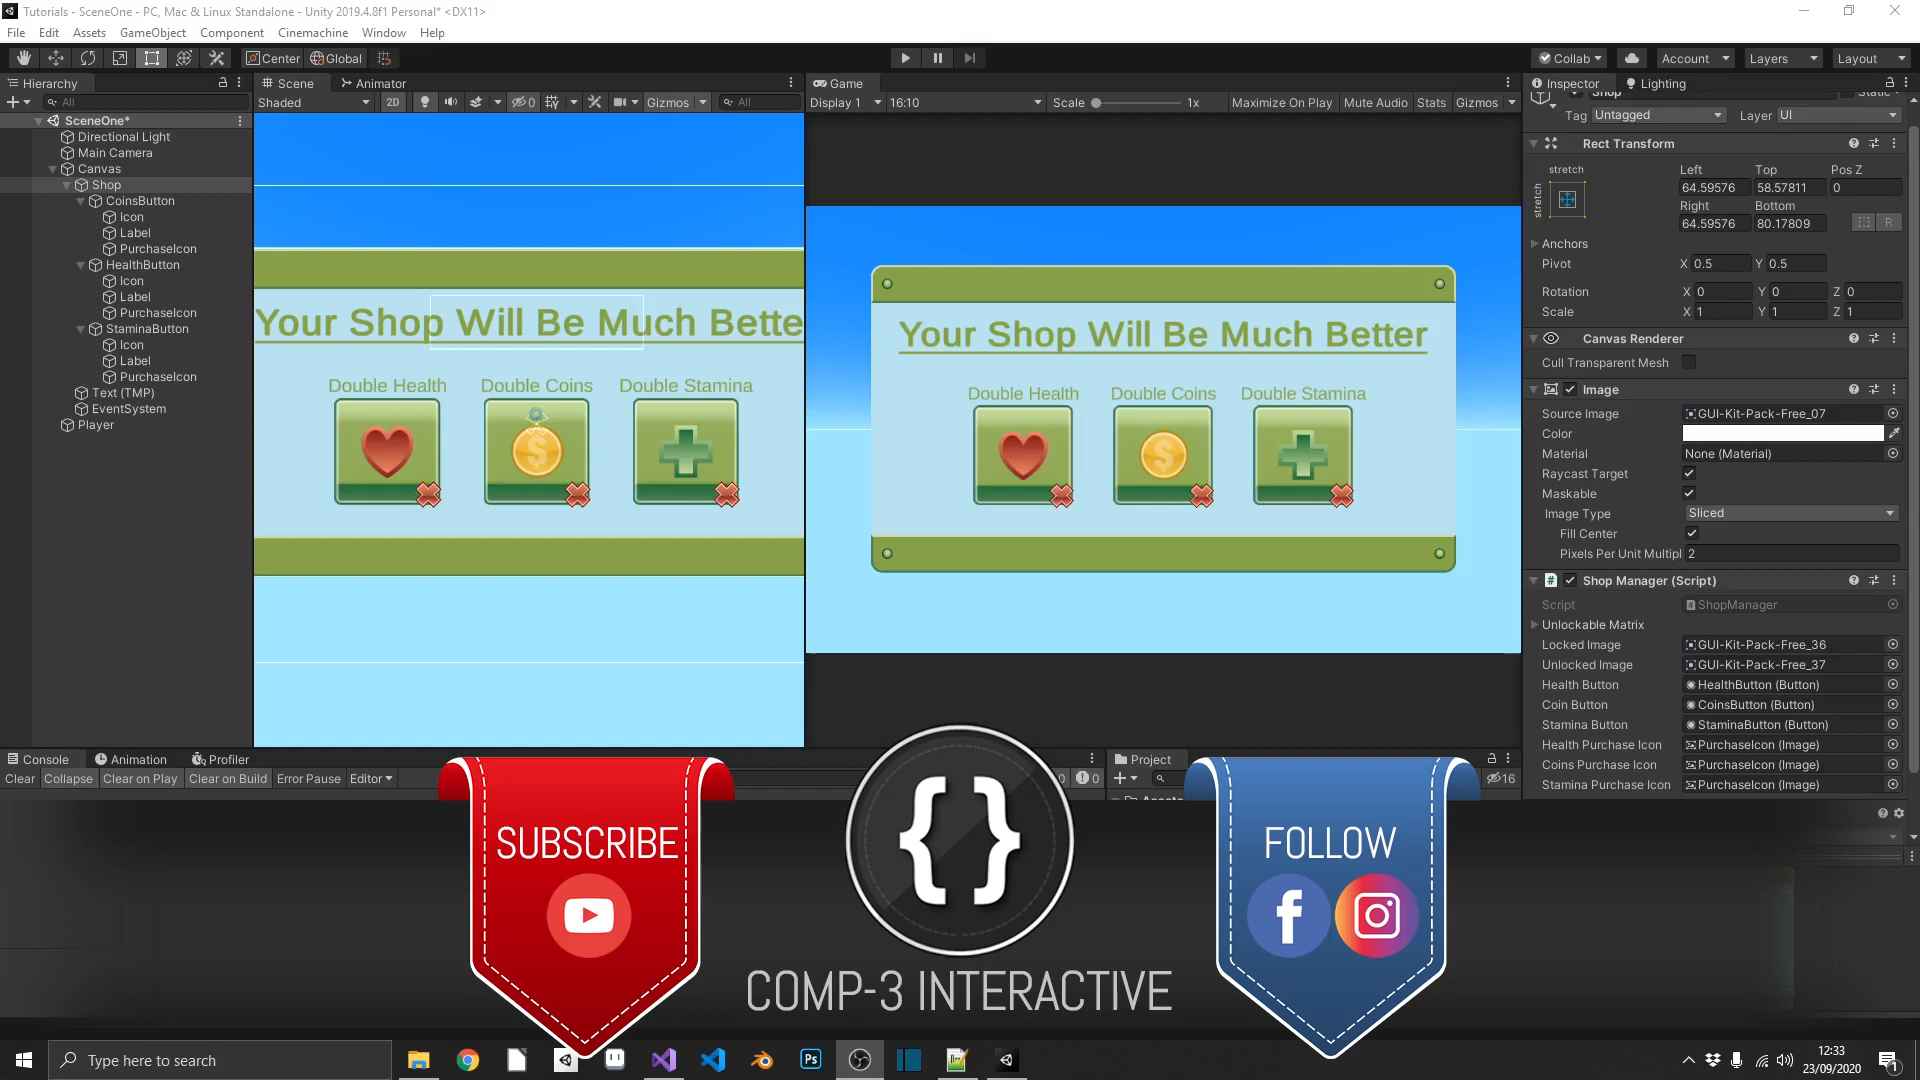 Tutorials - SceneOne - PC, Mac & Linux Standalone - Unity 2019.4.8f1 Personal* <DX11>
File Edit Assets GameObject Component Cinemachine Window Help
Center Global Collab Account Layers Layout
Hierarchy
All
SceneOne*
Directional Light
Main Camera
Canvas
Shop
CoinsButton
Icon
Label
PurchaseIcon
HealthButton
Icon
Label
PurchaseIcon
StaminaButton
Icon
Label
PurchaseIcon
Text (TMP)
EventSystem
Player
Scene Animator
Shaded 2D 0 Gizmos All
Your Shop Will Be Much Bette
Double Health Double Coins Double Stamina
Game
Display 1 16:10 Scale 1x Maximize On Play Mute Audio Stats Gizmos
Your Shop Will Be Much Better
Double Health Double Coins Double Stamina
Inspector Lighting
Shop Static
Tag Untagged Layer UI
Rect Transform
stretch Left Top Pos Z
stretch 64.59576 58.57811 0
Right Bottom
64.59576 80.17809 R
Anchors
Pivot X 0.5 Y 0.5
Rotation X 0 Y 0 Z 0
Scale X 1 Y 1 Z 1
Canvas Renderer
Cull Transparent Mesh
Image
Source Image GUI-Kit-Pack-Free_07
Color
Material None (Material)
Raycast Target
Maskable
Image Type Sliced
Fill Center
Pixels Per Unit Multipl 2
Shop Manager (Script)
Script ShopManager
Unlockable Matrix
Locked Image GUI-Kit-Pack-Free_36
Unlocked Image GUI-Kit-Pack-Free_37
Health Button HealthButton (Button)
Coin Button CoinsButton (Button)
Stamina Button StaminaButton (Button)
Health Purchase Icon PurchaseIcon (Image)
Coins Purchase Icon PurchaseIcon (Image)
Stamina Purchase Icon PurchaseIcon (Image)
Console Animation Profiler
Clear Collapse Clear on Play Clear on Build Error Pause Editor
0 0
Project
16
SUBSCRIBE
COMP-3 INTERACTIVE
FOLLOW
Type here to search
Ps
12:33
23/09/2020
1